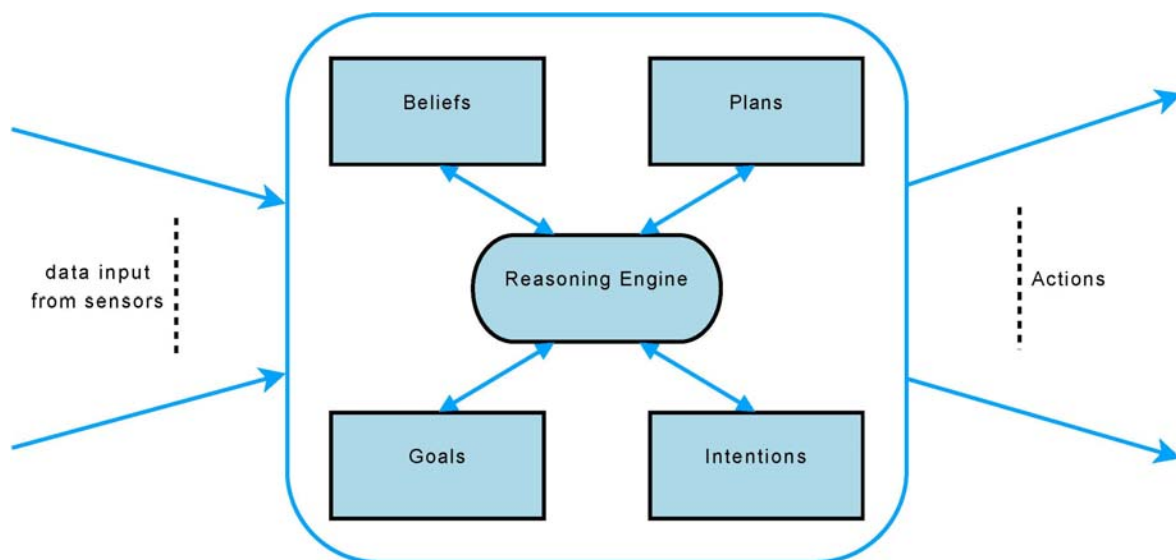 Beliefs
Plans
data input
from sensors
Reasoning Engine
Actions
Goals
Intentions